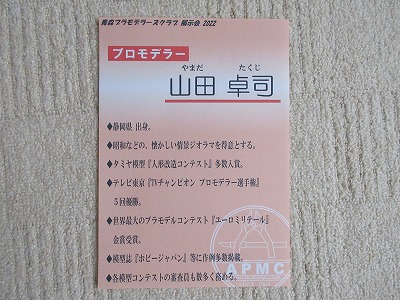 青森プラモデラーズクラブ 展示会 2022
プロモデラー
やまだ たくじ
山田 卓司
◆静岡県 出身。
◆昭和などの、懐かしい情景ジオラマを得意とする。
◆タミヤ模型『人形改造コンテスト』多数入賞。
◆テレビ東京『TVチャンピオン プロモデラー選手権』
５回優勝。
◆世界最大のプラモデルコンテスト『ユーロミリテール』
金賞受賞。
◆模型誌『ホビージャパン』等に作例多数掲載。
◆各模型コンテストの審査員も数多く務める。
APMC